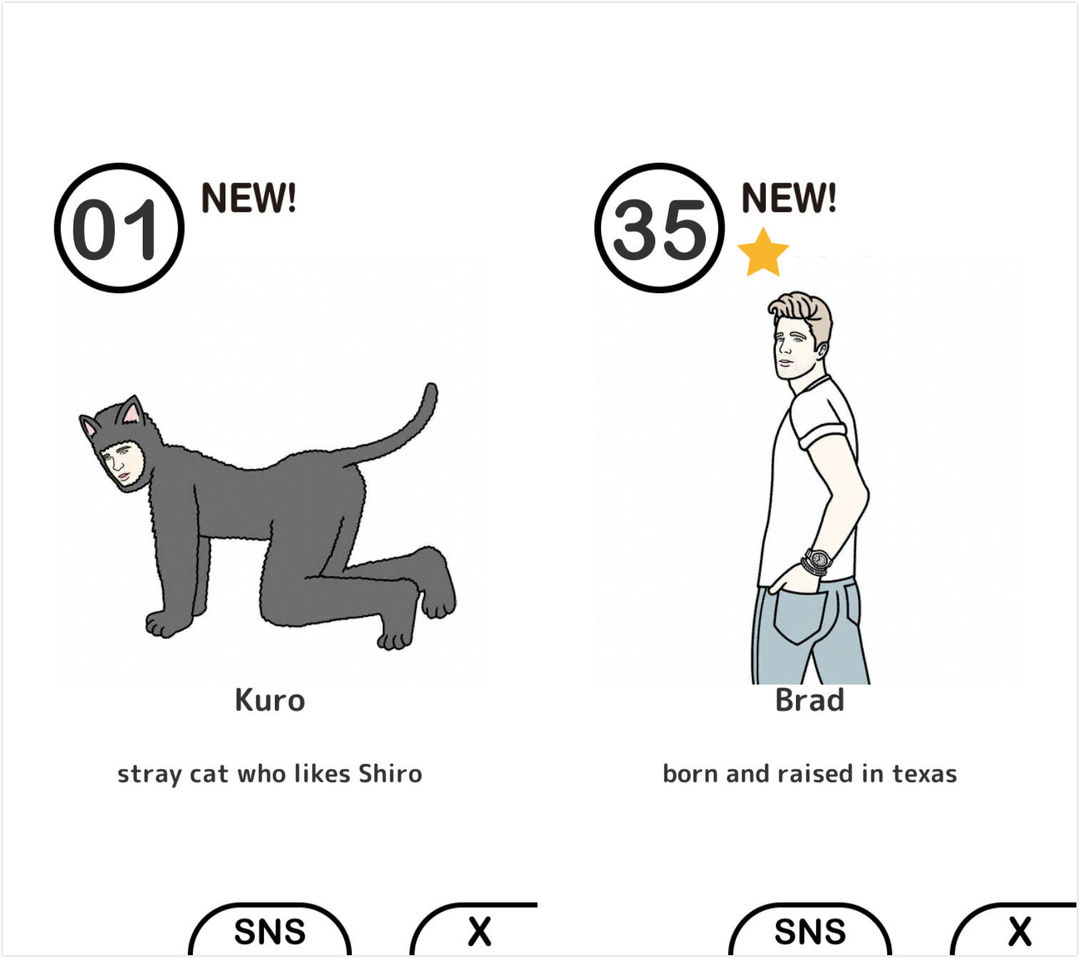 01
NEW!
Kuro
stray cat who likes Shiro
SNS
X
35
NEW!
Brad
born and raised in texas
SNS
X